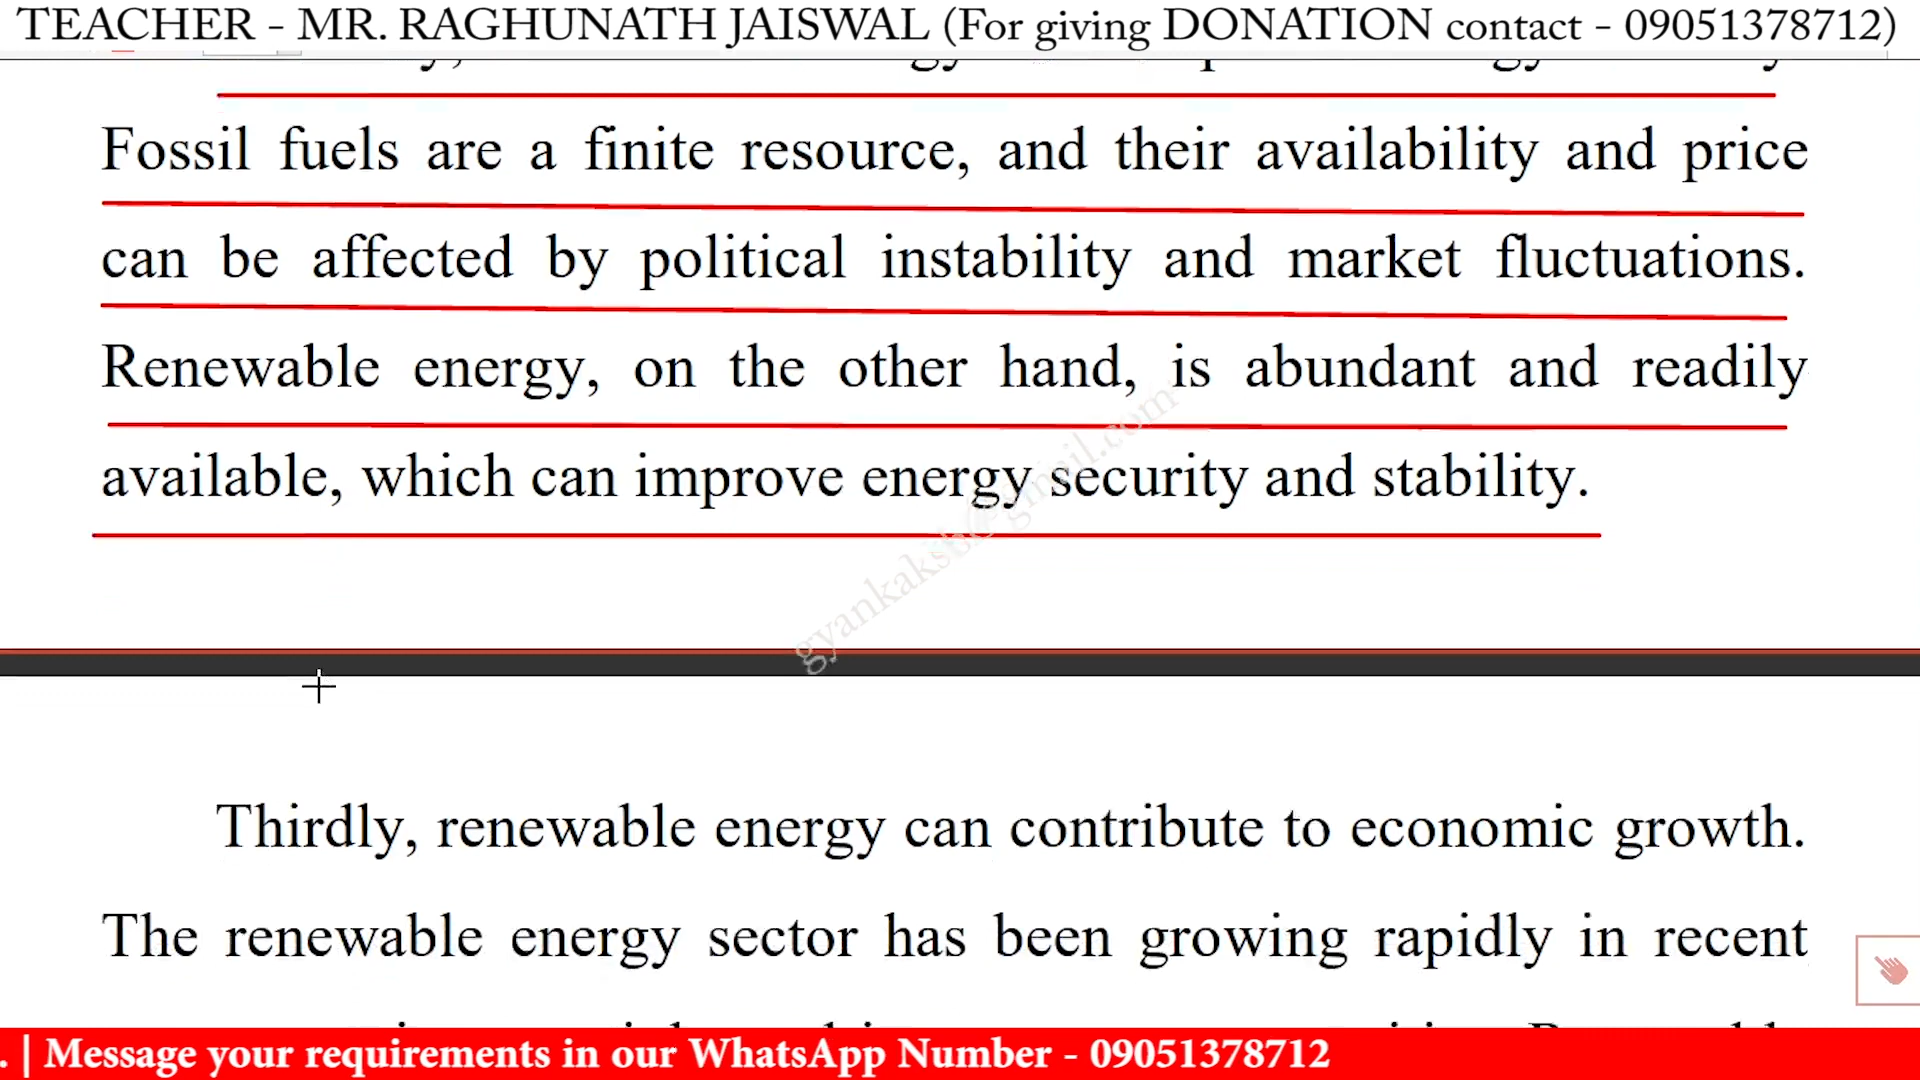 TEACHER - MR. RAGHUNATH JAISWAL (For giving DONATION contact - 09051378712)
Fossil fuels are a finite resource, and their availability and price
can be affected by political instability and market fluctuations.
Renewable energy, on the other hand, is abundant and readily
available, which can improve energy security and stability.
gyankaksb@gmail.com
Thirdly, renewable energy can contribute to economic growth.
The renewable energy sector has been growing rapidly in recent
. | Message your requirements in our WhatsApp Number - 09051378712